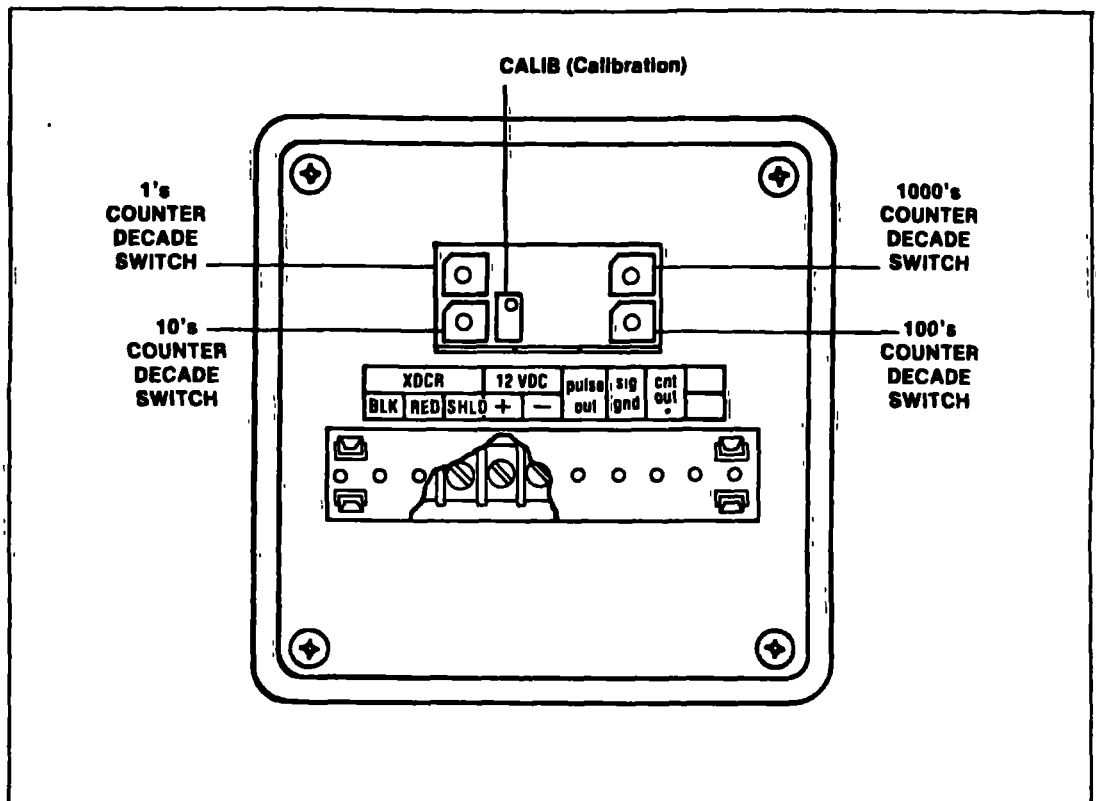 CALIB (Calibration)
1's
COUNTER
DECADE
SWITCH
1000's
COUNTER
DECADE
SWITCH
10's
COUNTER
DECADE
SWITCH
100's
COUNTER
DECADE
SWITCH
XDCR 12 VDC pulse out sig gnd cnt out *
BLK RED SHLD + −